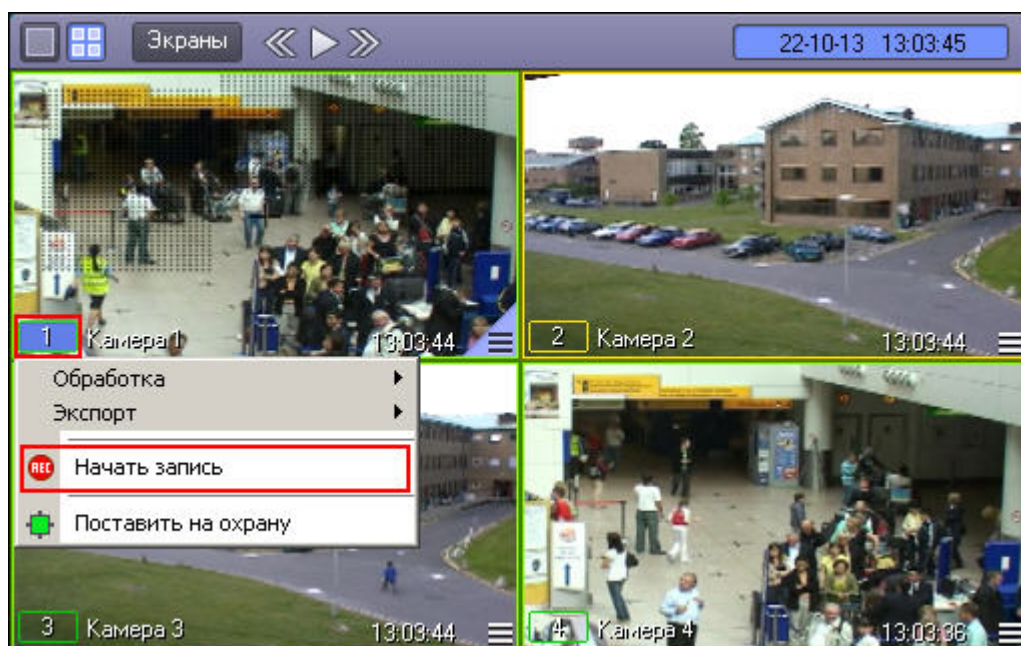 Экраны
22-10-13 13:03:45
1 Камера 1 13:03:44
2 Камера 2 13:03:44
Обработка
Экспорт
REC Начать запись
Поставить на охрану
3 Камера 3 13:03:44
4 Камера 4 13:03:36